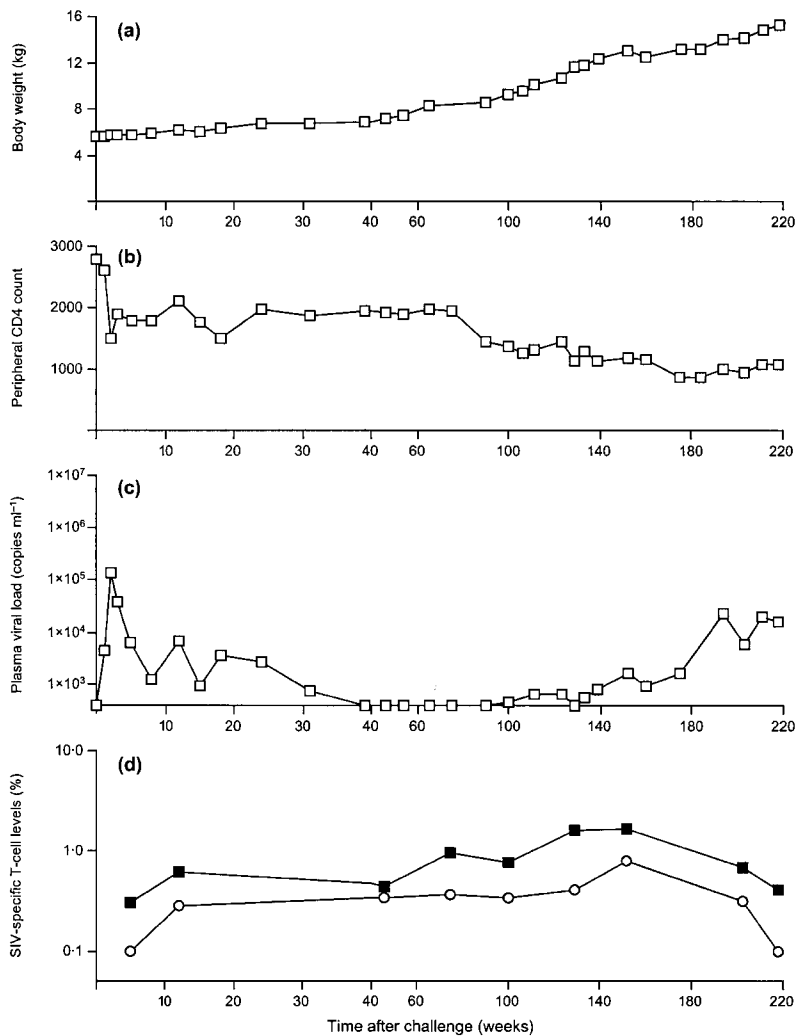 (a)
Body weight (kg)
16
12
8
4
10 20 30 40 60 100 140 180 220
(b)
Peripheral CD4 count
3000
2000
1000
10 20 30 40 60 100 140 180 220
(c)
Plasma viral load (copies ml⁻¹)
1×10⁷
1×10⁶
1×10⁵
1×10⁴
1×10³
10 20 30 40 60 100 140 180 220
(d)
SIV-specific T-cell levels (%)
10·0
1·0
0·1
10 20 30 40 60 100 140 180 220
Time after challenge (weeks)